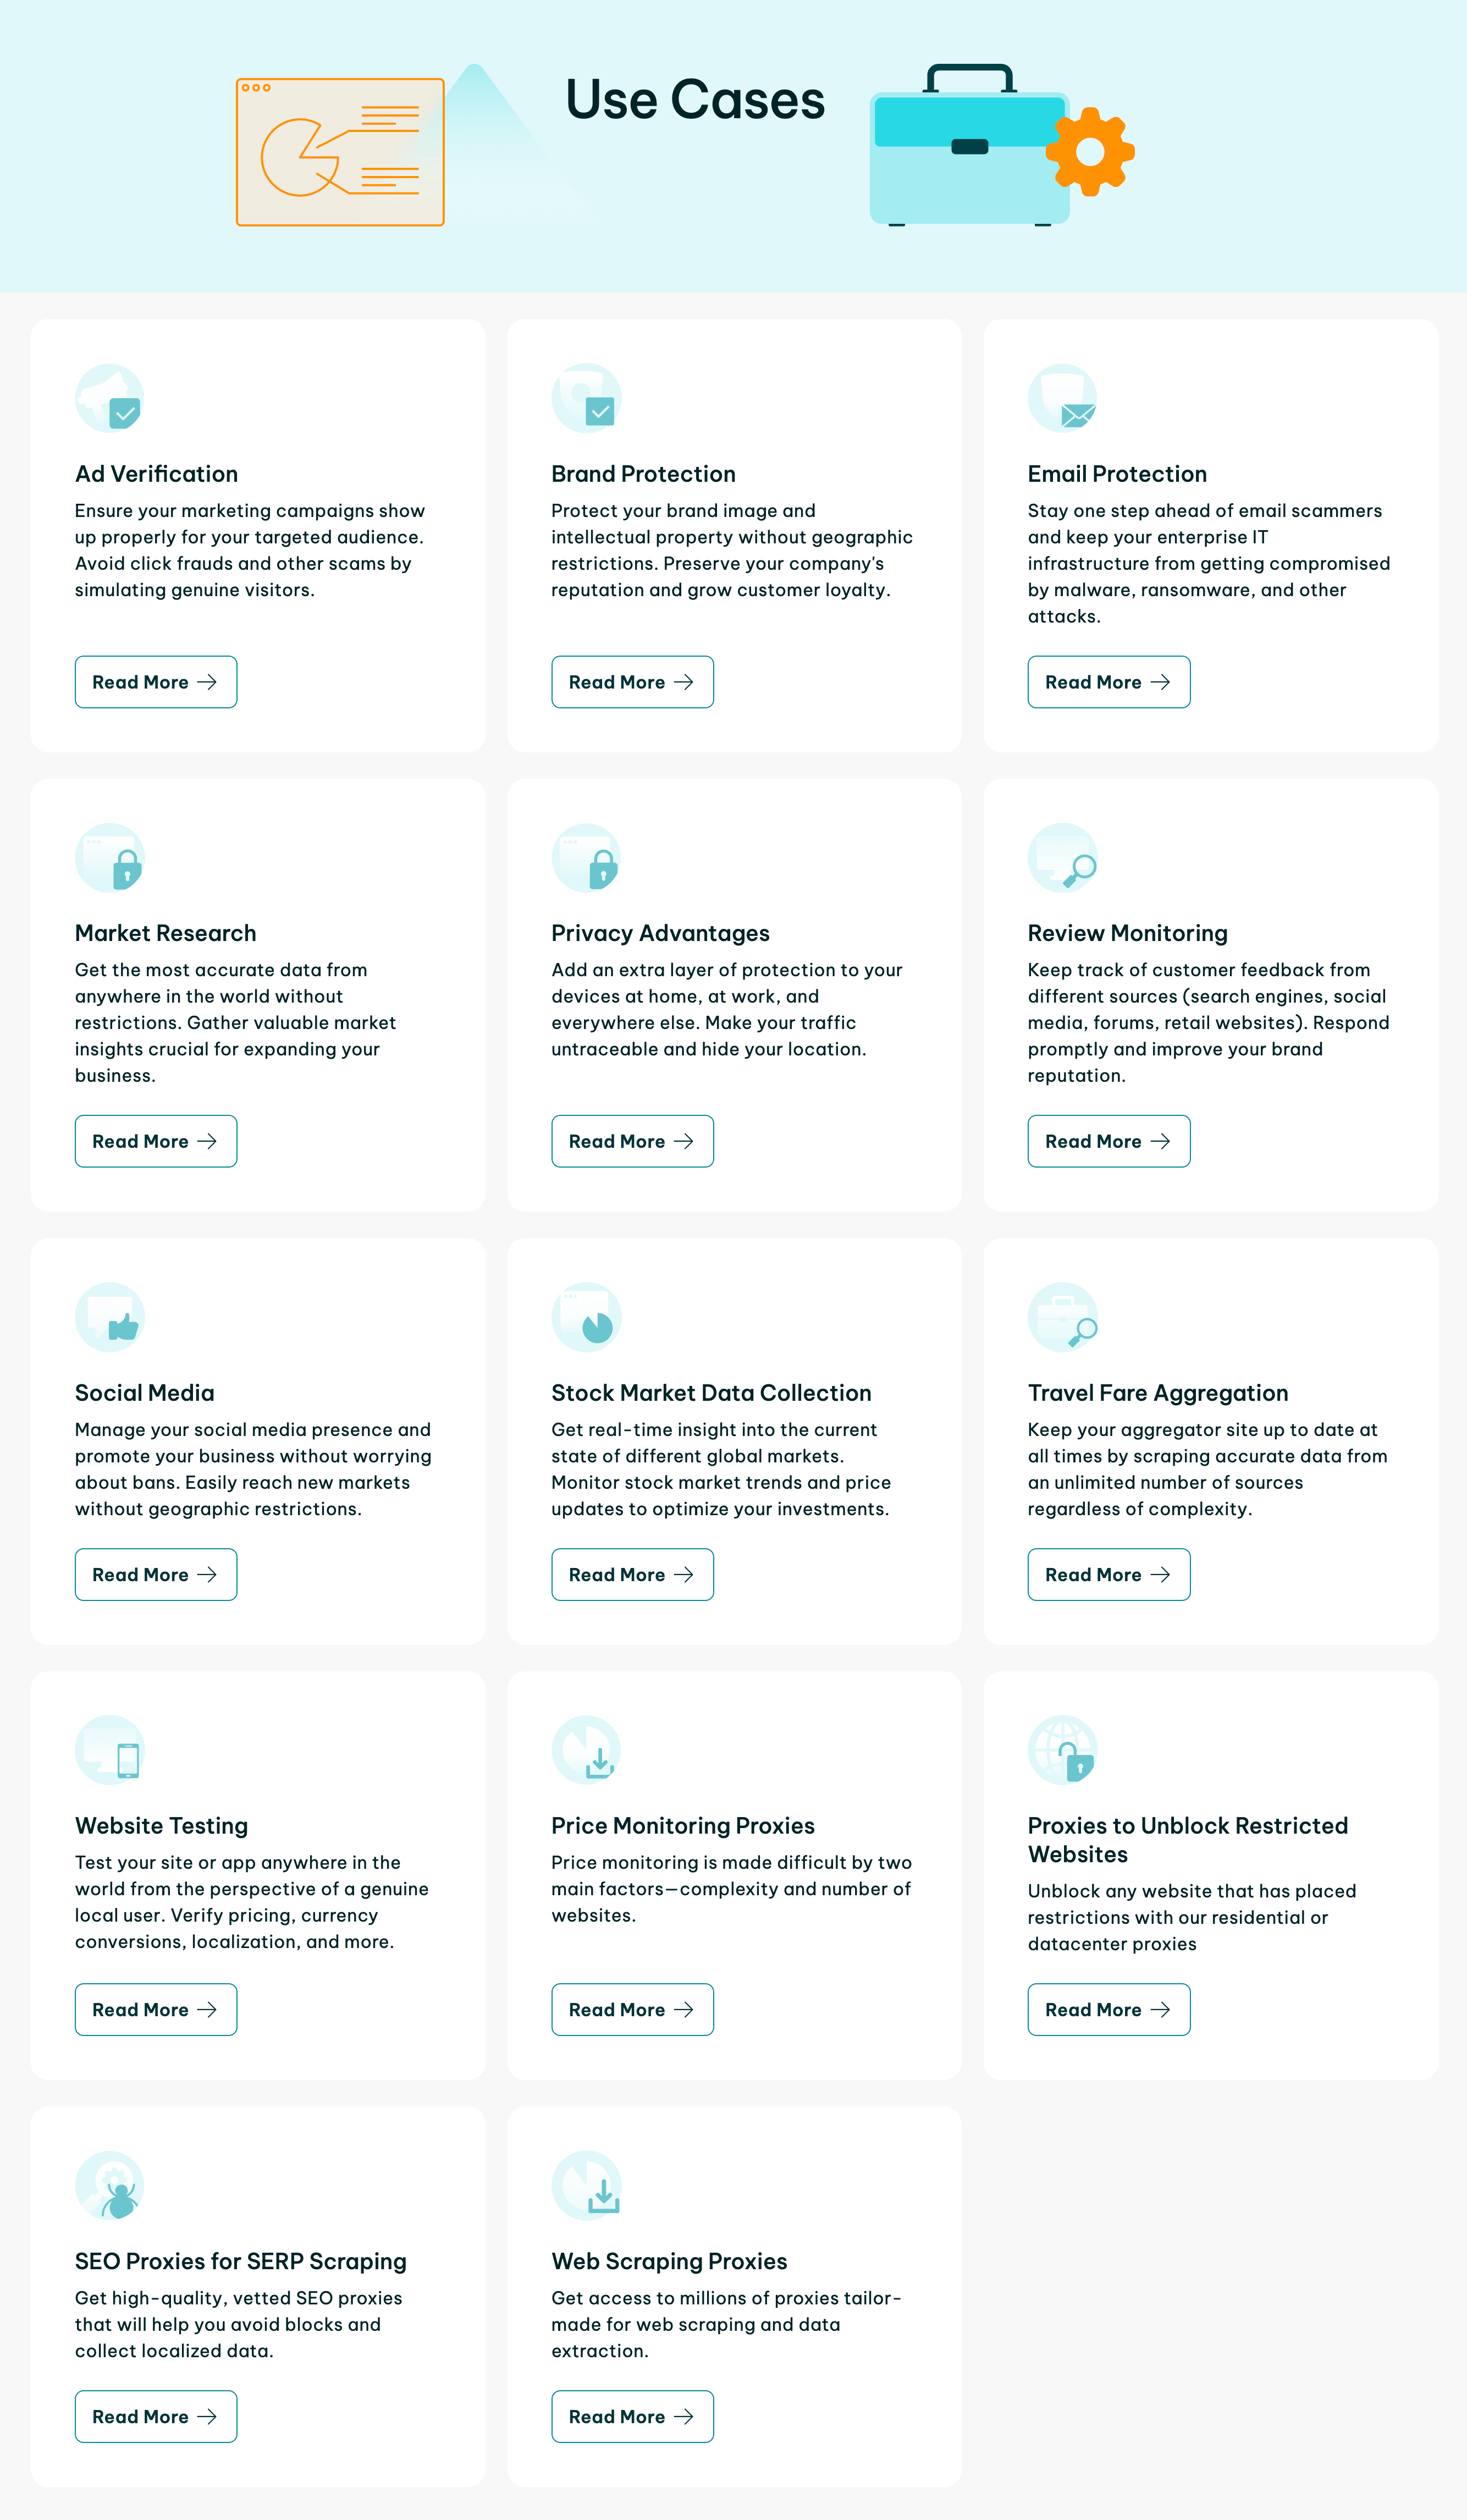 Use Cases
Ad Verification
Ensure your marketing campaigns show
up properly for your targeted audience.
Avoid click frauds and other scams by
simulating genuine visitors.
Read More
Brand Protection
Protect your brand image and
intellectual property without geographic
restrictions. Preserve your company's
reputation and grow customer loyalty.
Read More
Email Protection
Stay one step ahead of email scammers
and keep your enterprise IT
infrastructure from getting compromised
by malware, ransomware, and other
attacks.
Read More
Market Research
Get the most accurate data from
anywhere in the world without
restrictions. Gather valuable market
insights crucial for expanding your
business.
Read More
Privacy Advantages
Add an extra layer of protection to your
devices at home, at work, and
everywhere else. Make your traffic
untraceable and hide your location.
Read More
Review Monitoring
Keep track of customer feedback from
different sources (search engines, social
media, forums, retail websites). Respond
promptly and improve your brand
reputation.
Read More
Social Media
Manage your social media presence and
promote your business without worrying
about bans. Easily reach new markets
without geographic restrictions.
Read More
Stock Market Data Collection
Get real-time insight into the current
state of different global markets.
Monitor stock market trends and price
updates to optimize your investments.
Read More
Travel Fare Aggregation
Keep your aggregator site up to date at
all times by scraping accurate data from
an unlimited number of sources
regardless of complexity.
Read More
Website Testing
Test your site or app anywhere in the
world from the perspective of a genuine
local user. Verify pricing, currency
conversions, localization, and more.
Read More
Price Monitoring Proxies
Price monitoring is made difficult by two
main factors—complexity and number of
websites.
Read More
Proxies to Unblock Restricted
Websites
Unblock any website that has placed
restrictions with our residential or
datacenter proxies
Read More
SEO Proxies for SERP Scraping
Get high-quality, vetted SEO proxies
that will help you avoid blocks and
collect localized data.
Read More
Web Scraping Proxies
Get access to millions of proxies tailor-
made for web scraping and data
extraction.
Read More